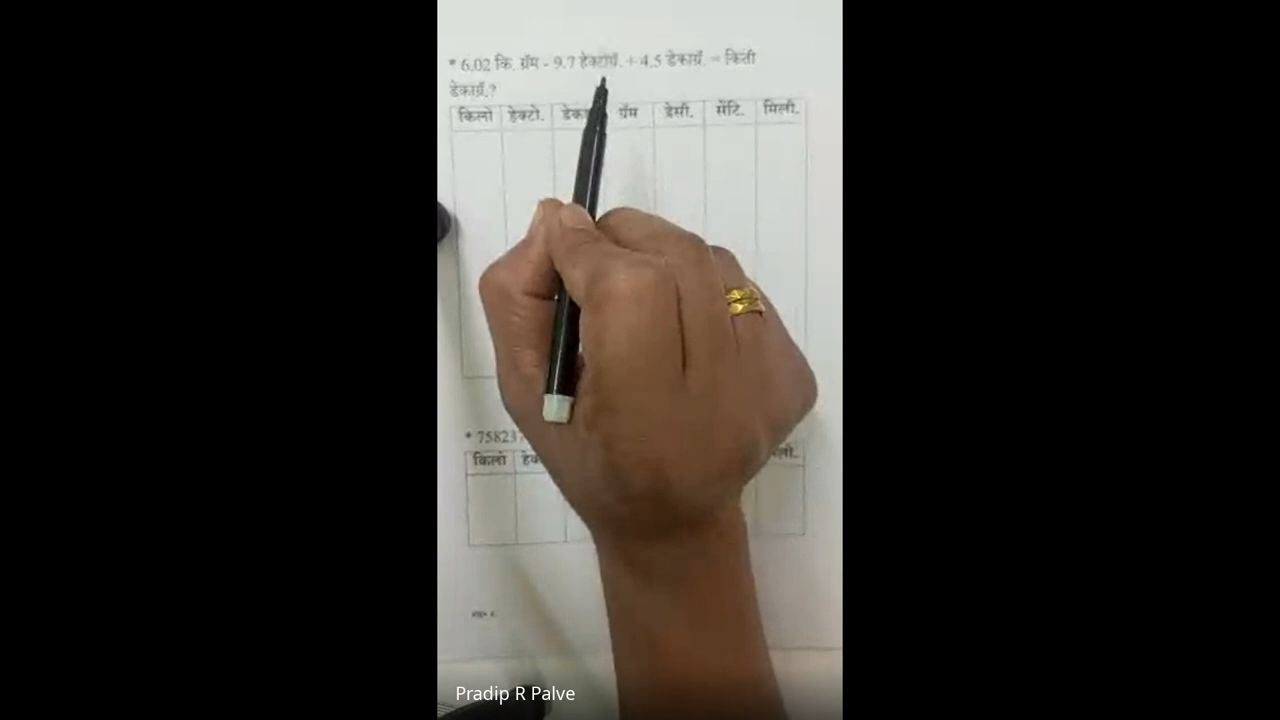 * 6.02 कि. ग्रॅम - 9.7 हेक्टोग्रॅ. + 4.5 डेकाग्रॅ. = किती
डेकाग्रॅ.?
किलो हेक्टो. ग्रॅम डेसी. सेंटि. मिली.
* 75823
किलो
Pradip R Palve